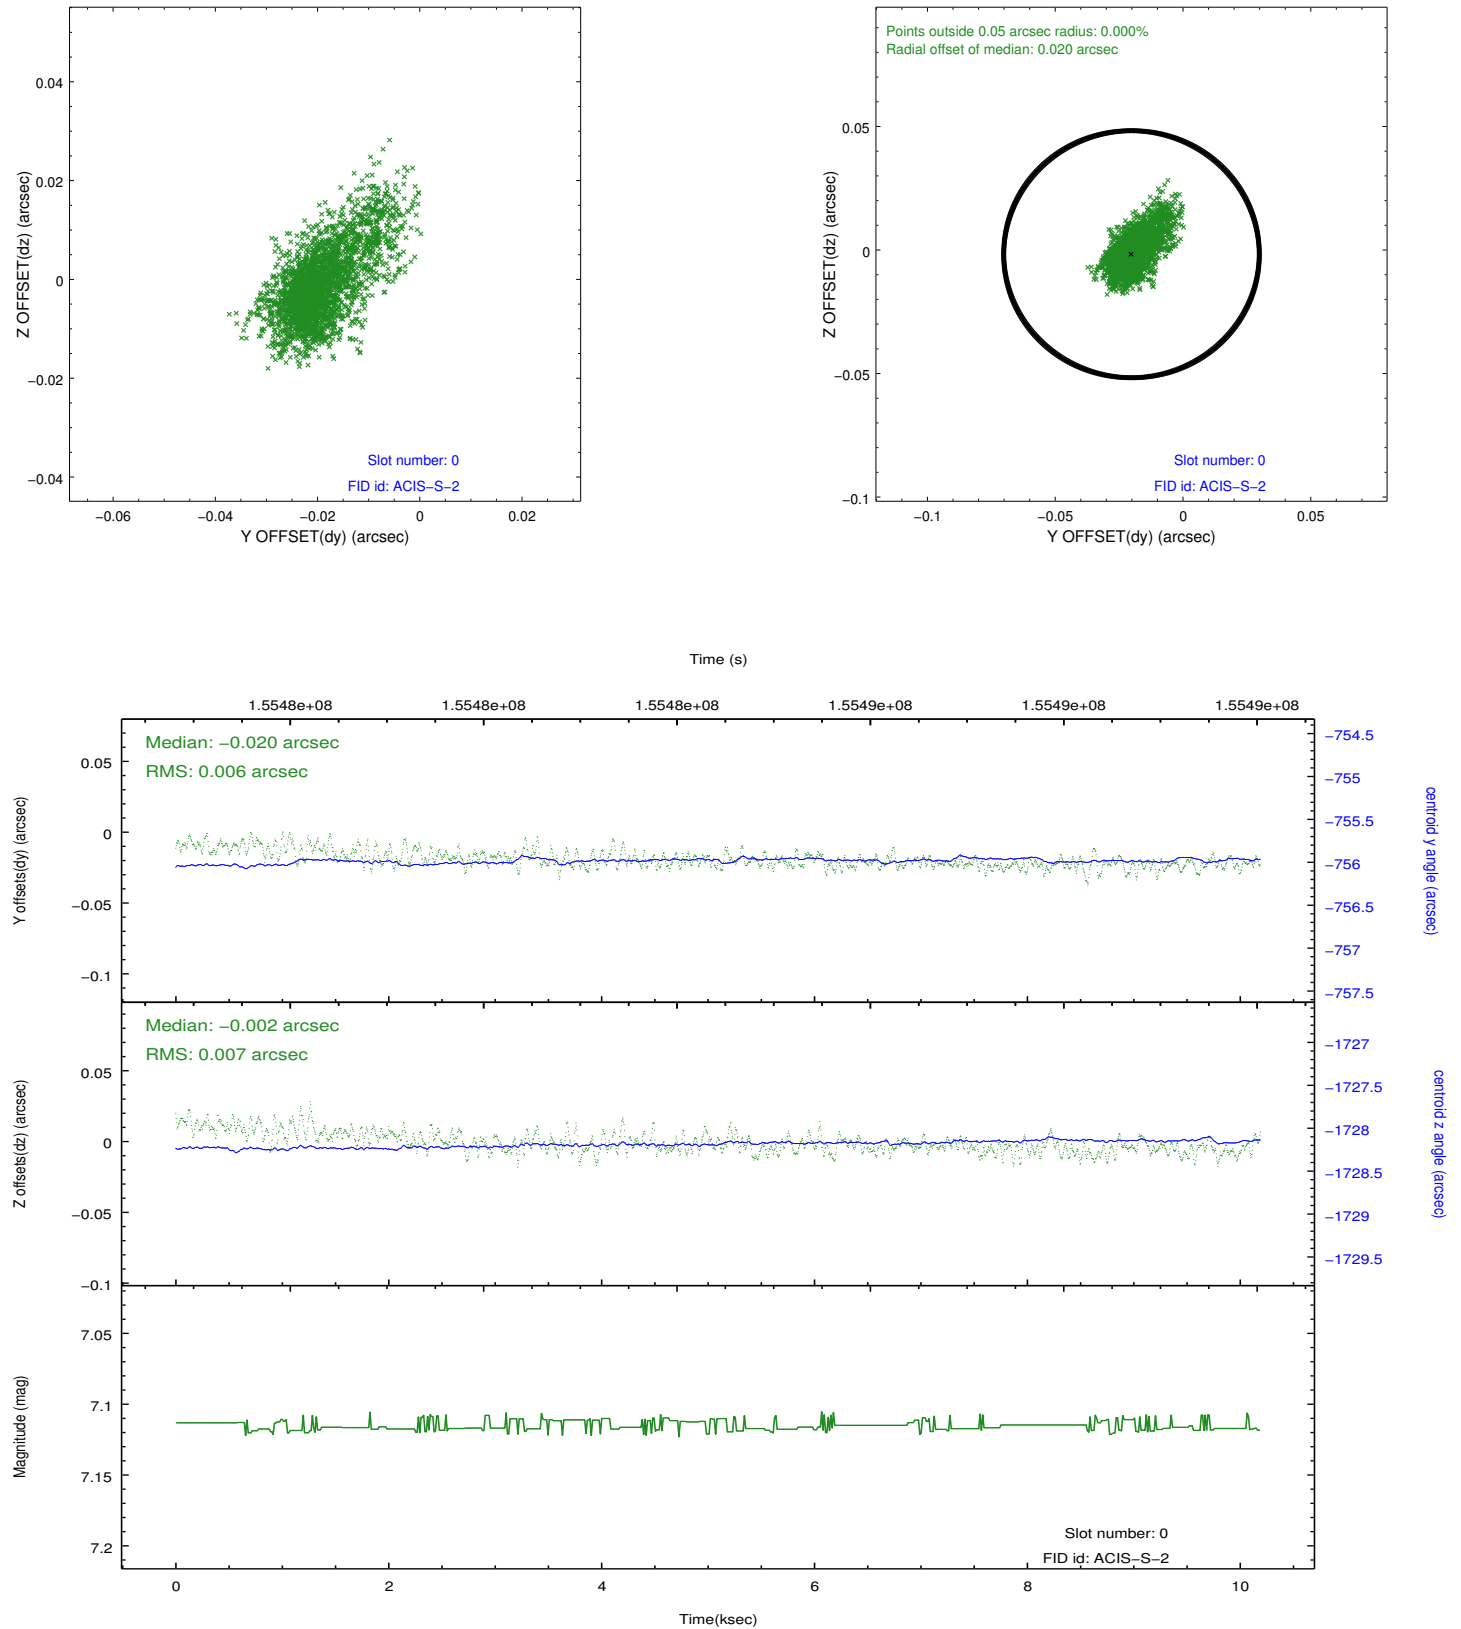 0.04
0.02
0
−0.02
−0.04
Z OFFSET(dz) (arcsec)
Slot number: 0
FID id: ACIS−S−2
−0.06
−0.04
−0.02
0
0.02
Y OFFSET(dy) (arcsec)
Points outside 0.05 arcsec radius: 0.000%
Radial offset of median: 0.020 arcsec
0.05
0
−0.05
−0.1
Z OFFSET(dz) (arcsec)
Slot number: 0
FID id: ACIS−S−2
−0.1
−0.05
0
0.05
Y OFFSET(dy) (arcsec)
Time (s)
1.5548e+08
1.5548e+08
1.5548e+08
1.5549e+08
1.5549e+08
1.5549e+08
Median: −0.020 arcsec
RMS: 0.006 arcsec
0.05
0
−0.05
−0.1
Y offsets(dy) (arcsec)
−754.5
−755
−755.5
−756
−756.5
−757
−757.5
centroid y angle (arcsec)
Median: −0.002 arcsec
RMS: 0.007 arcsec
0.05
0
−0.05
−0.1
Z offsets(dz) (arcsec)
−1727
−1727.5
−1728
−1728.5
−1729
−1729.5
centroid z angle (arcsec)
7.05
7.1
7.15
7.2
Magnitude (mag)
Slot number: 0
FID id: ACIS−S−2
0
2
4
6
8
10
Time(ksec)